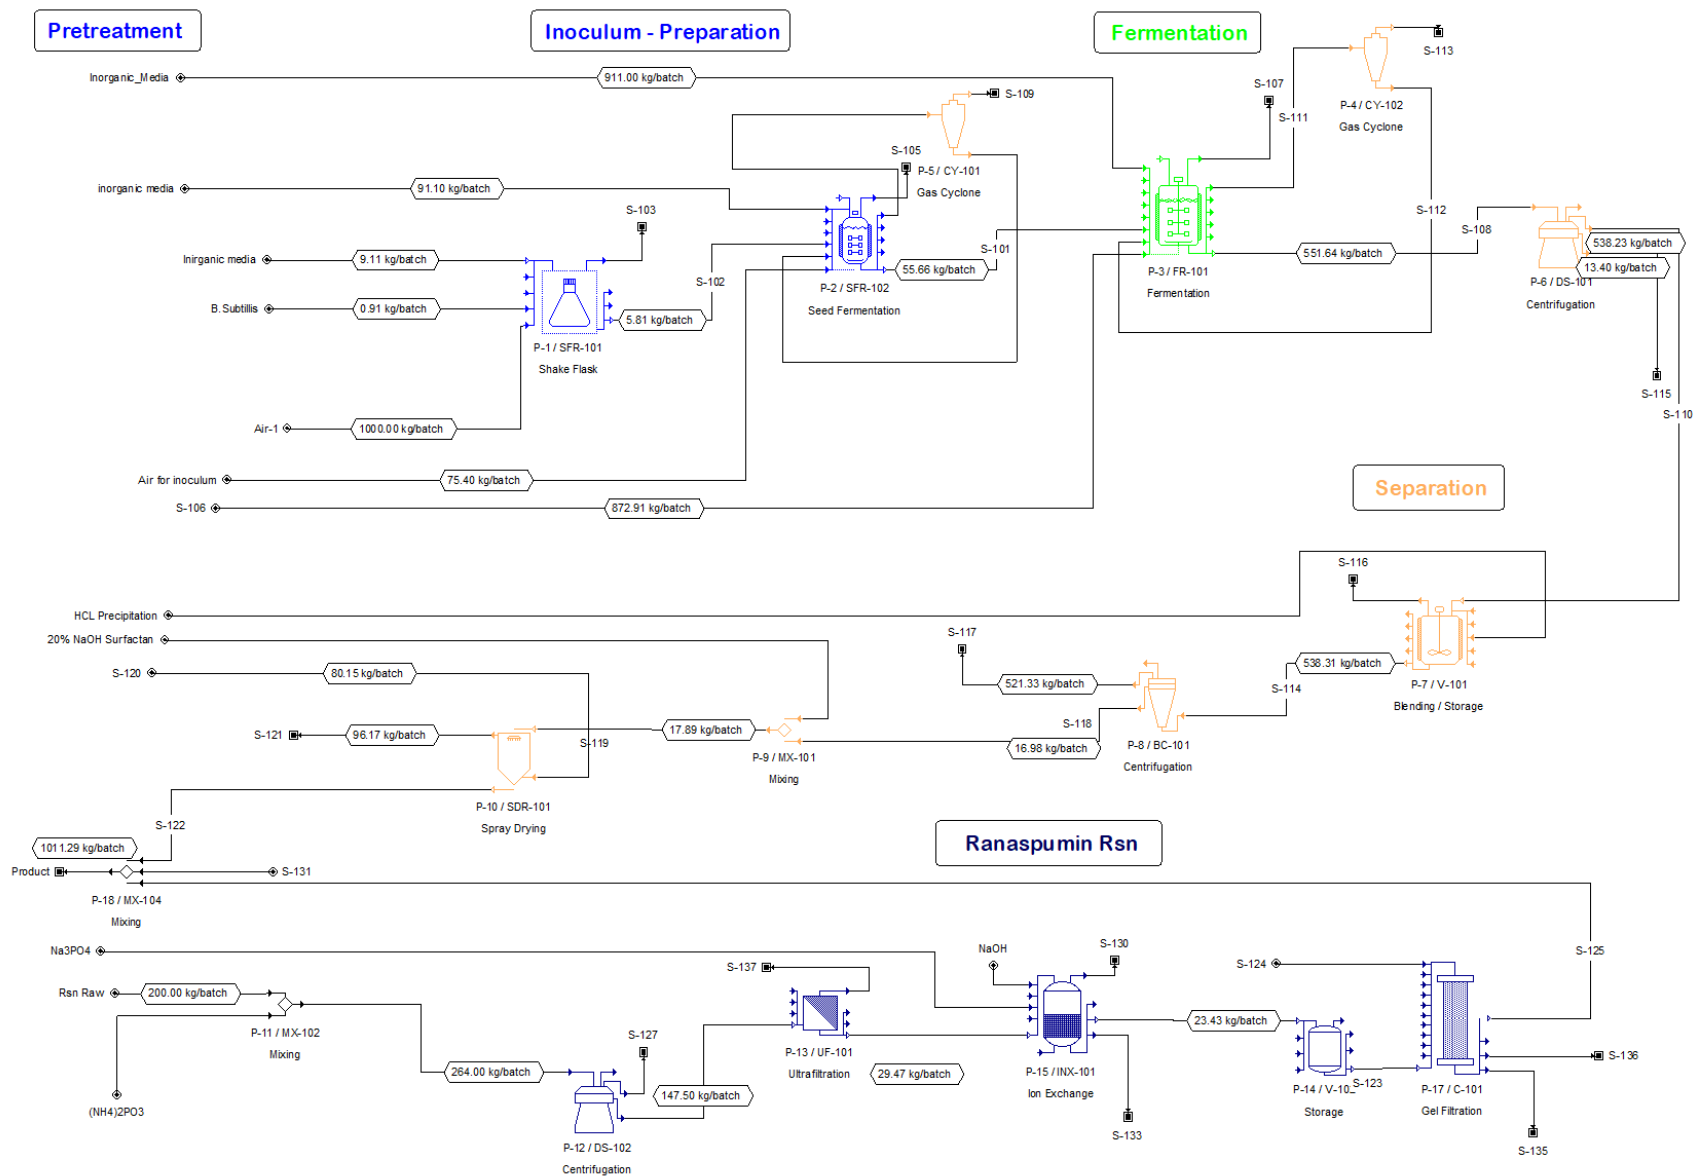 Pretreatment
Inoculum - Preparation
Fermentation
S-113
Inorganic_Media
911.00 kg/batch
S-109
S-107
S-111
P-4 / CY-102
Gas Cyclone
S-105
P-5 / CY-101
Gas Cyclone
inorganic media
91.10 kg/batch
S-103
S-112
S-108
538.23 kg/batch
13.40 kg/batch
P-6 / DS-101
Centrifugation
Inirganic media
9.11 kg/batch
S-102
S-101
55.66 kg/batch
551.64 kg/batch
P-3 / FR-101
Fermentation
P-2 / SFR-102
Seed Fermentation
B.Subtillis
0.91 kg/batch
5.81 kg/batch
P-1 / SFR-101
Shake Flask
S-115
S-110
Air-1
1000.00 kg/batch
Air for inoculum
75.40 kg/batch
S-106
872.91 kg/batch
Separation
S-116
HCL Precipitation
20% NaOH Surfactan
S-117
S-120
80.15 kg/batch
521.33 kg/batch
538.31 kg/batch
S-114
P-7 / V-101
Blending / Storage
S-121
96.17 kg/batch
S-119
17.89 kg/batch
S-118
16.98 kg/batch
P-9 / MX-101
Mixing
P-8 / BC-101
Centrifugation
P-10 / SDR-101
Spray Drying
S-122
1011.29 kg/batch
Ranaspumin Rsn
Product
S-131
P-18 / MX-104
Mixing
Na3PO4
S-137
NaOH
S-130
S-124
S-125
Rsn Raw
200.00 kg/batch
P-11 / MX-102
Mixing
23.43 kg/batch
S-127
P-13 / UF-101
Ultrafiltration
29.47 kg/batch
264.00 kg/batch
147.50 kg/batch
P-15 / INX-101
Ion Exchange
S-136
P-14 / V-10
S-123
Storage
P-17 / C-101
Gel Filtration
(NH4)2PO3
P-12 / DS-102
Centrifugation
S-133
S-135